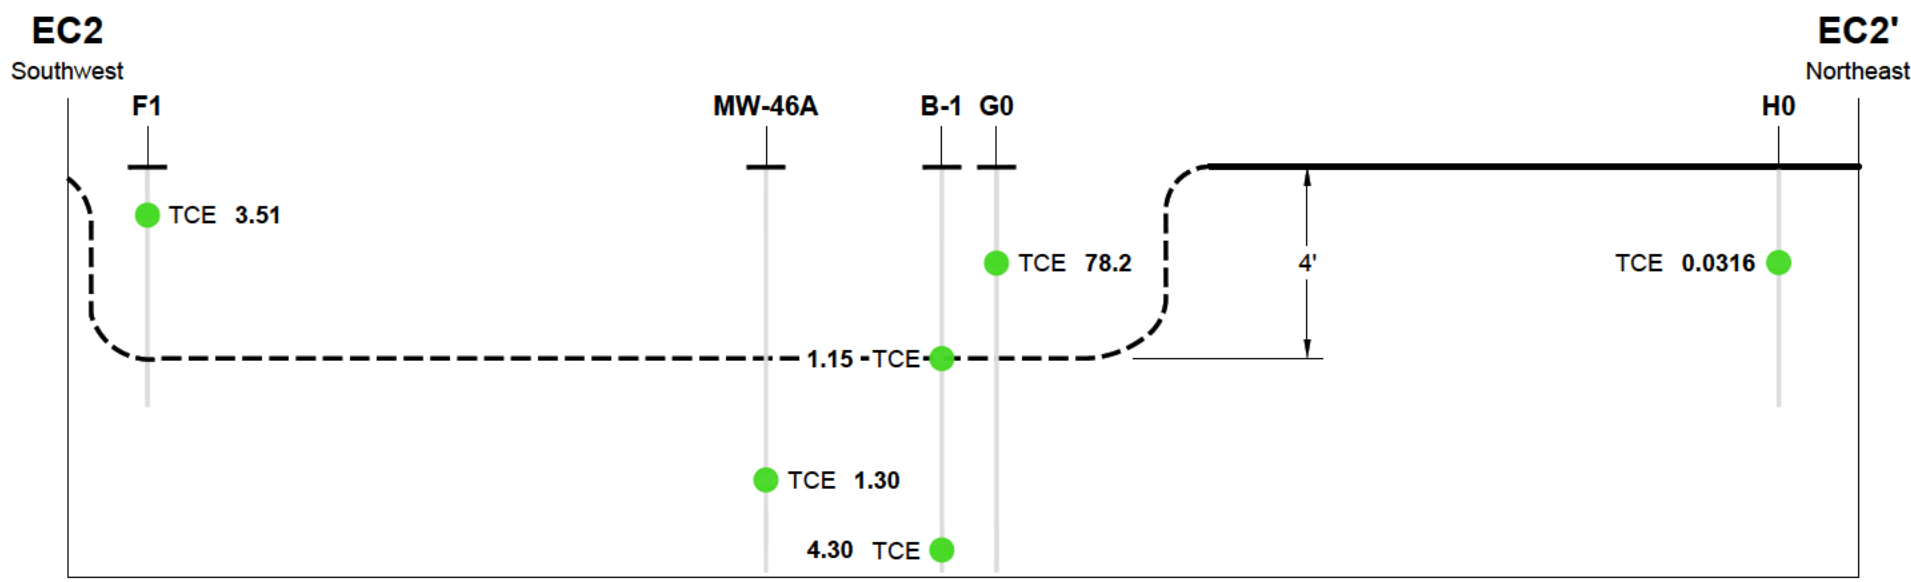 EC2
Southwest
EC2'
Northeast
F1
MW-46A
B-1
G0
H0
TCE 3.51
TCE 78.2
4'
TCE 0.0316
1.15 TCE
TCE 1.30
4.30 TCE